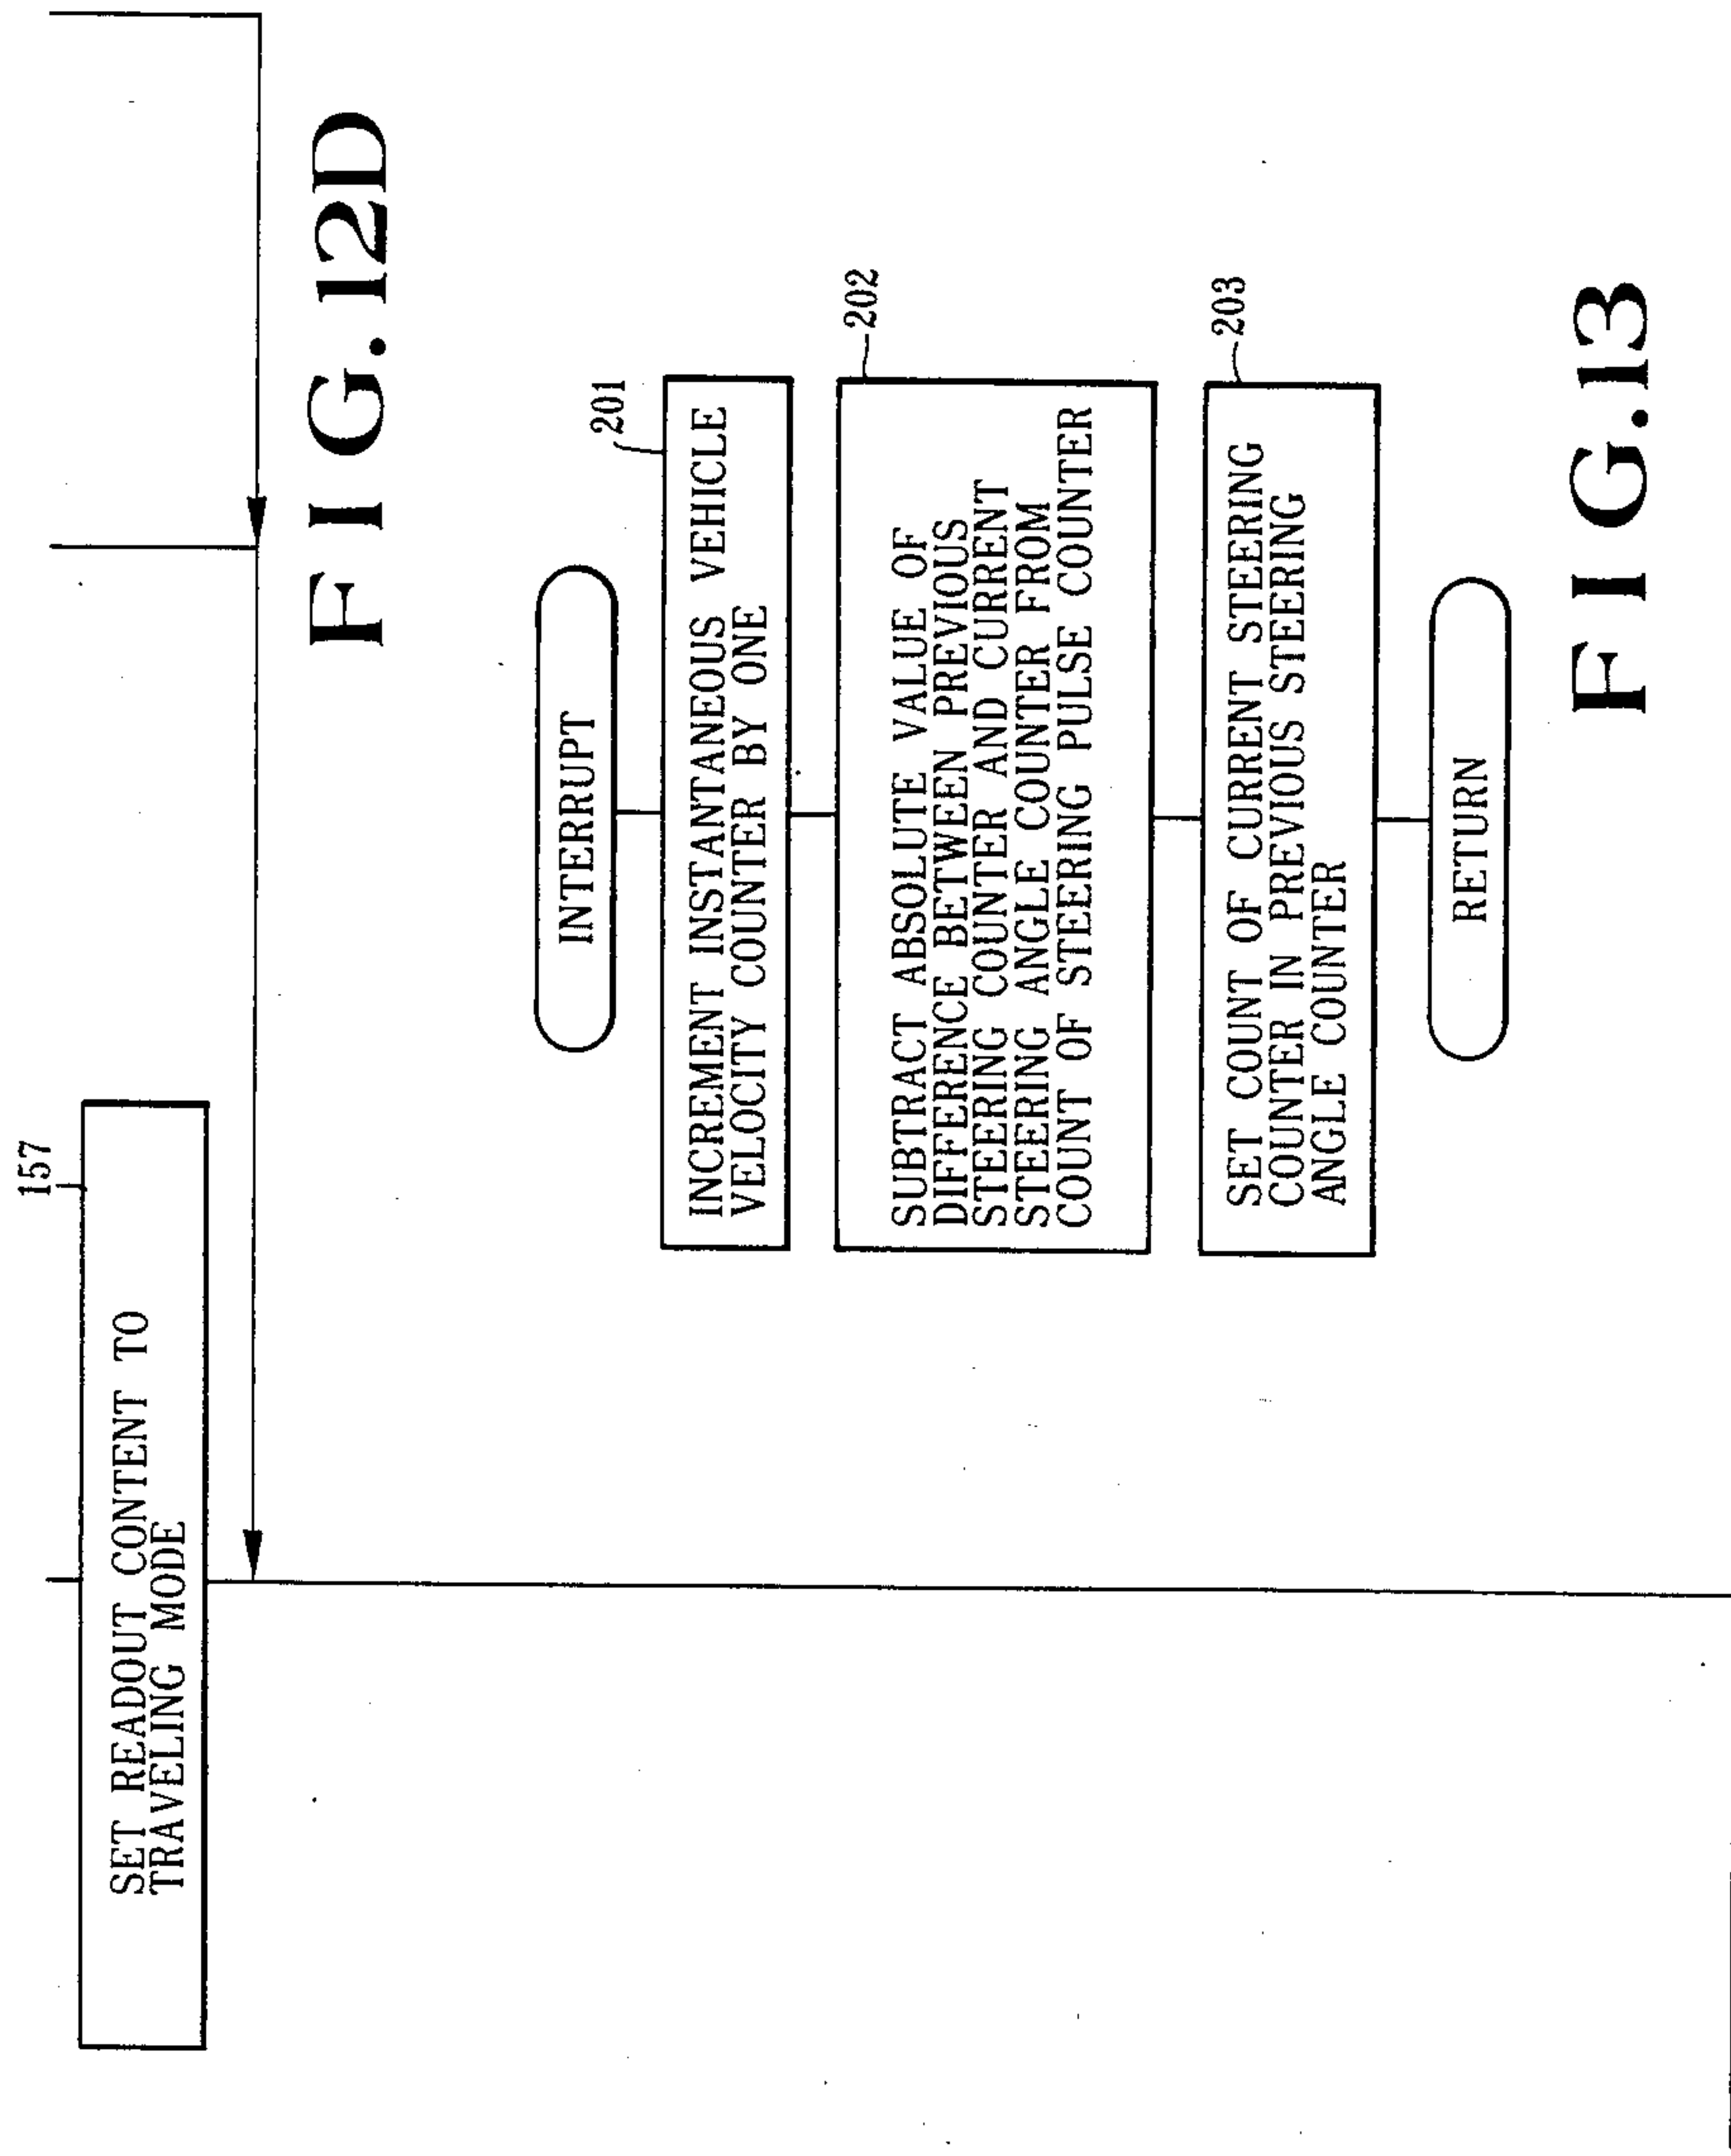 157
SET READOUT CONTENT TO
TRAVELING MODE
FIG. 12D
INTERRUPT
201
INCREMENT INSTANTANEOUS VEHICLE
VELOCITY COUNTER BY ONE
202
SUBTRACT ABSOLUTE VALUE OF
DIFFERENCE BETWEEN PREVIOUS
STEERING COUNTER AND CURRENT
STEERING ANGLE COUNTER FROM
COUNT OF STEERING PULSE COUNTER
203
SET COUNT OF CURRENT STEERING
COUNTER IN PREVIOUS STEERING
ANGLE COUNTER
RETURN
FIG.13